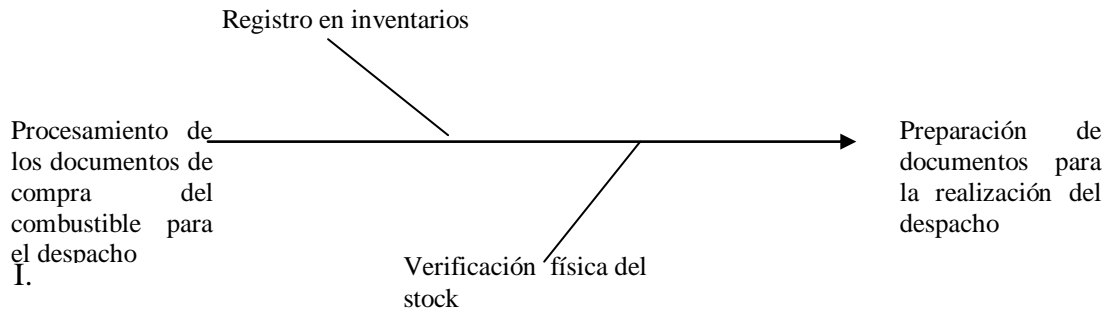 Registro en inventarios
Procesamiento de
los documentos de
compra del
combustible para
el despacho
I.
Preparación de
documentos para
la realización del
despacho
Verificación física del
stock